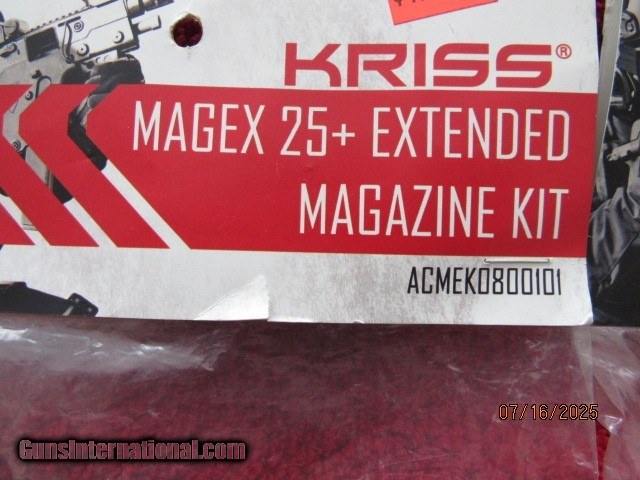 KRISS®
MAGEX 25+ EXTENDED
MAGAZINE KIT
ACMEK0800101
07/16/2025
GunsInternational.com